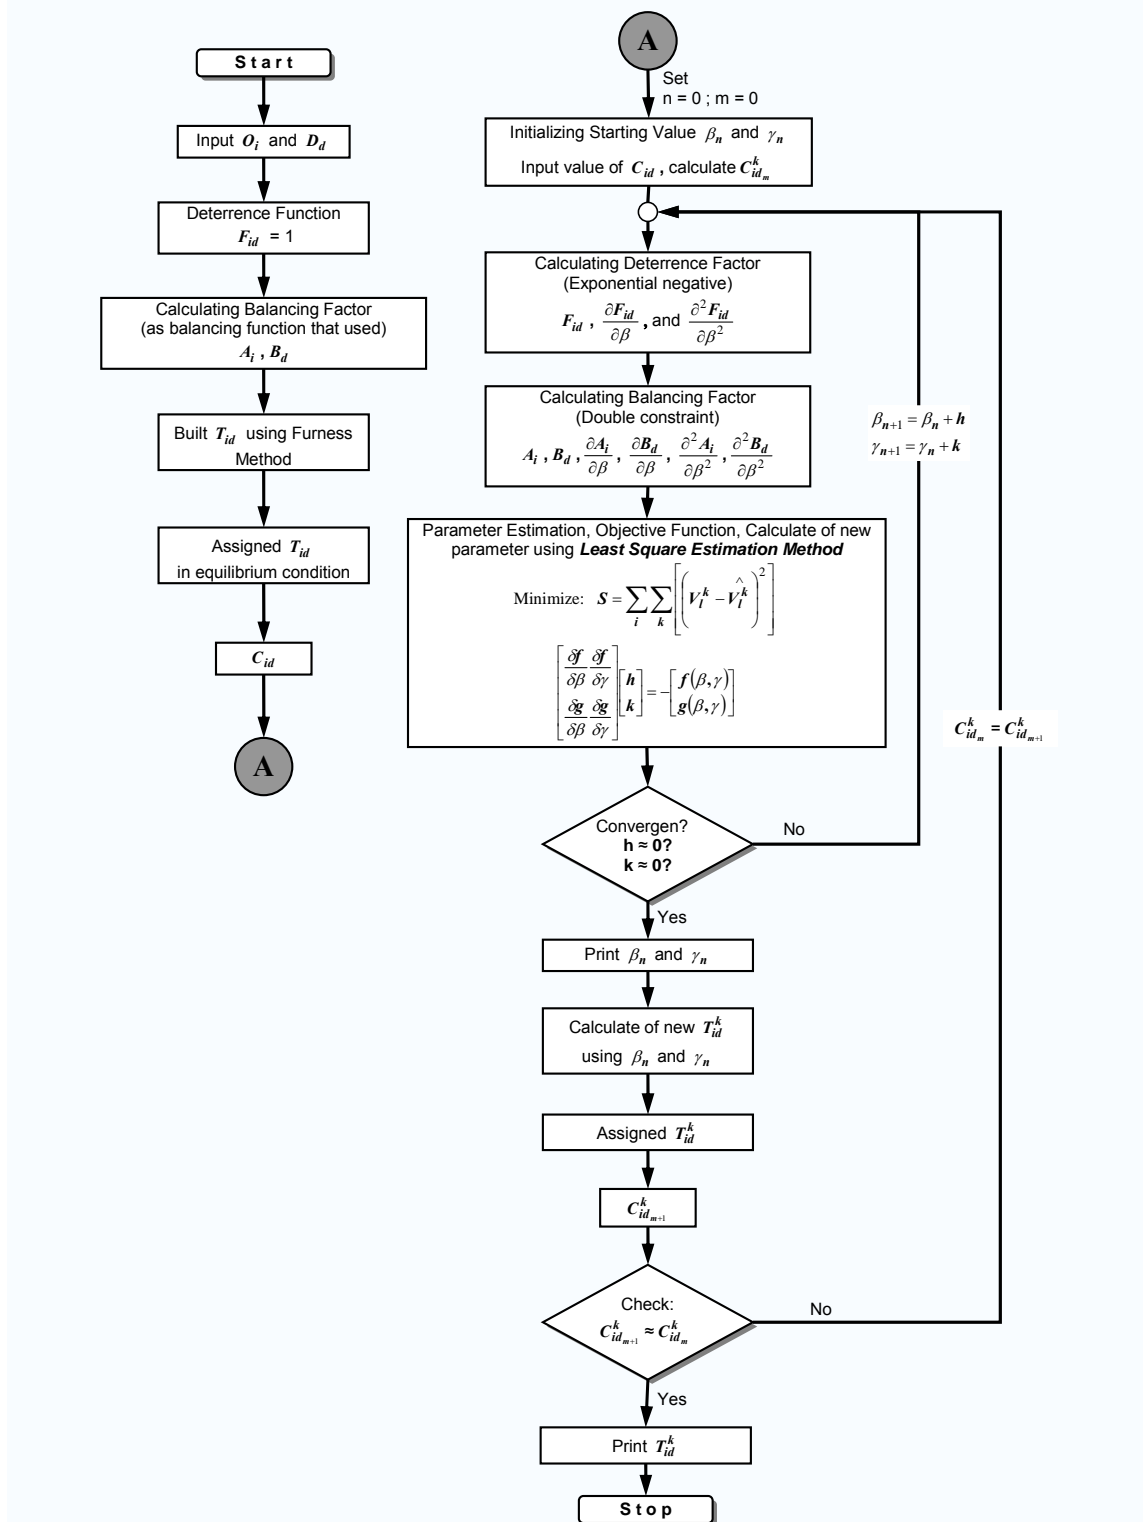 Start
Input O_i and D_d
Deterrence Function
F_id = 1
Calculating Balancing Factor
(as balancing function that used)
A_i , B_d
Built T_id using Furness
Method
Assigned T_id
in equilibrium condition
C_id
A
A
Set
n = 0 ; m = 0
Initializing Starting Value β_n and γ_n
Input value of C_id , calculate C^k_id_m
Calculating Deterrence Factor
(Exponential negative)
F_id , ∂F_id/∂β , and ∂²F_id/∂β²
Calculating Balancing Factor
(Double constraint)
A_i , B_d , ∂A_i/∂β , ∂B_d/∂β , ∂²A_i/∂β² , ∂²B_d/∂β²
Parameter Estimation, Objective Function, Calculate of new
parameter using Least Square Estimation Method
Minimize: S = ∑_i ∑_k [(V_l^k − V̂_l^k)²]
[δf/δβ δf/δγ; δg/δβ δg/δγ] [h; k] = −[f(β,γ); g(β,γ)]
Convergen?
h ≈ 0?
k ≈ 0?
No
β_n+1 = β_n + h
γ_n+1 = γ_n + k
Yes
Print β_n and γ_n
Calculate of new T^k_id
using β_n and γ_n
Assigned T^k_id
C^k_id_m+1
Check:
C^k_id_m+1 ≈ C^k_id_m
No
C^k_id_m = C^k_id_m+1
Yes
Print T^k_id
Stop